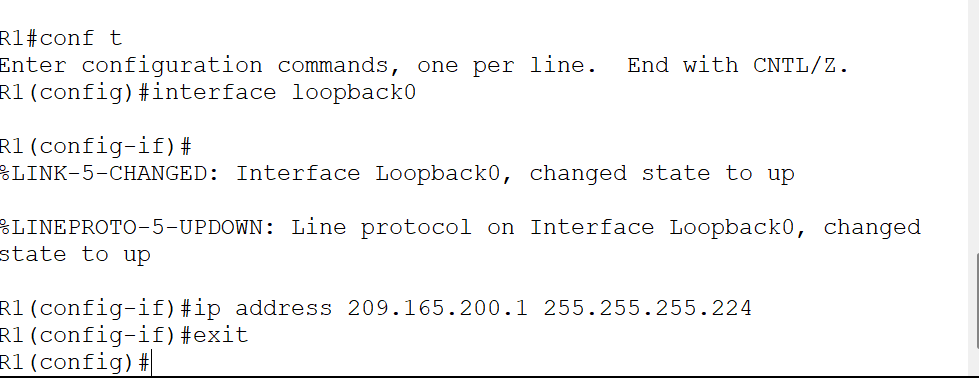 R1#conf t
Enter configuration commands, one per line.  End with CNTL/Z.
R1(config)#interface loopback0
R1(config-if)#
%LINK-5-CHANGED: Interface Loopback0, changed state to up
%LINEPROTO-5-UPDOWN: Line protocol on Interface Loopback0, changed
state to up
R1(config-if)#ip address 209.165.200.1 255.255.255.224
R1(config-if)#exit
R1(config)#